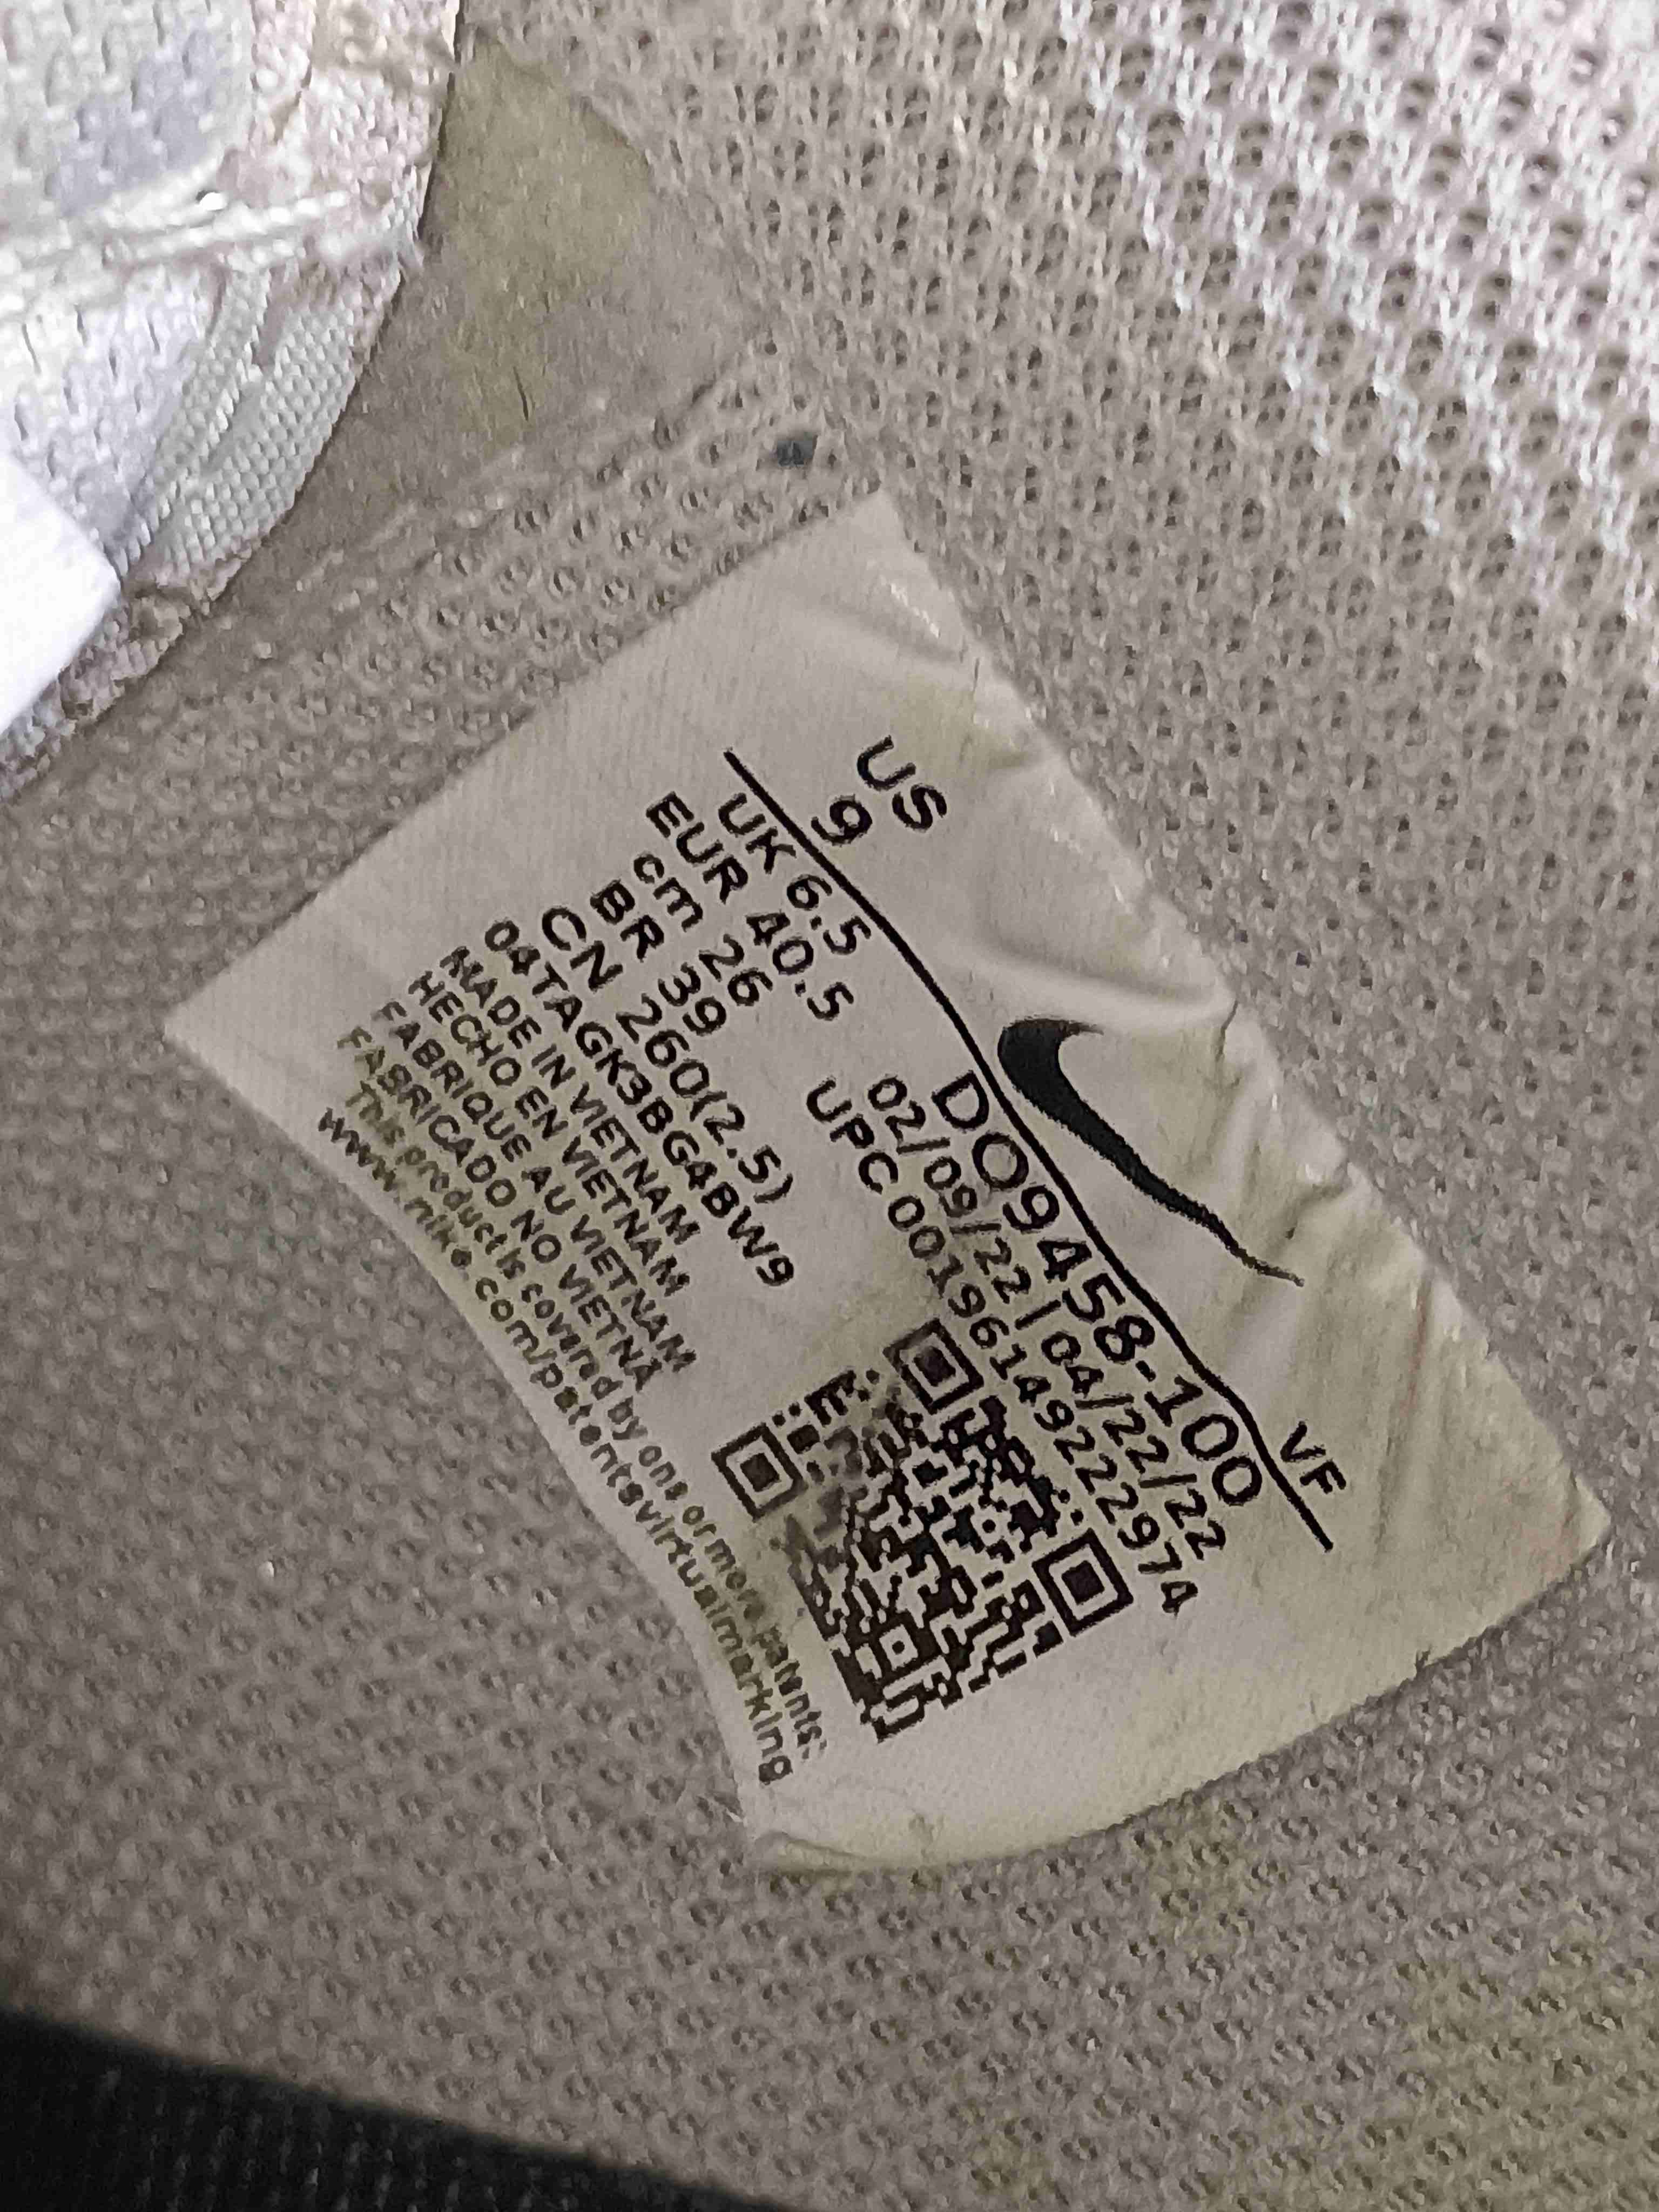 US
9
VF
UK 6.5
EUR 40.5
cm 26
BR 39
CN 260(2.5)
04TAGK3BG4BW9
DO9458-100
02/09/22 | 04/22/22
UPC 00196149222974
MADE IN VIETNAM
HECHO EN VIETNAM
FABRIQUE AU VIETNAM
FABRICADO NO VIETNÃ
This product is covered by one or more patents:
www.nike.com/patentsvirtualmarking